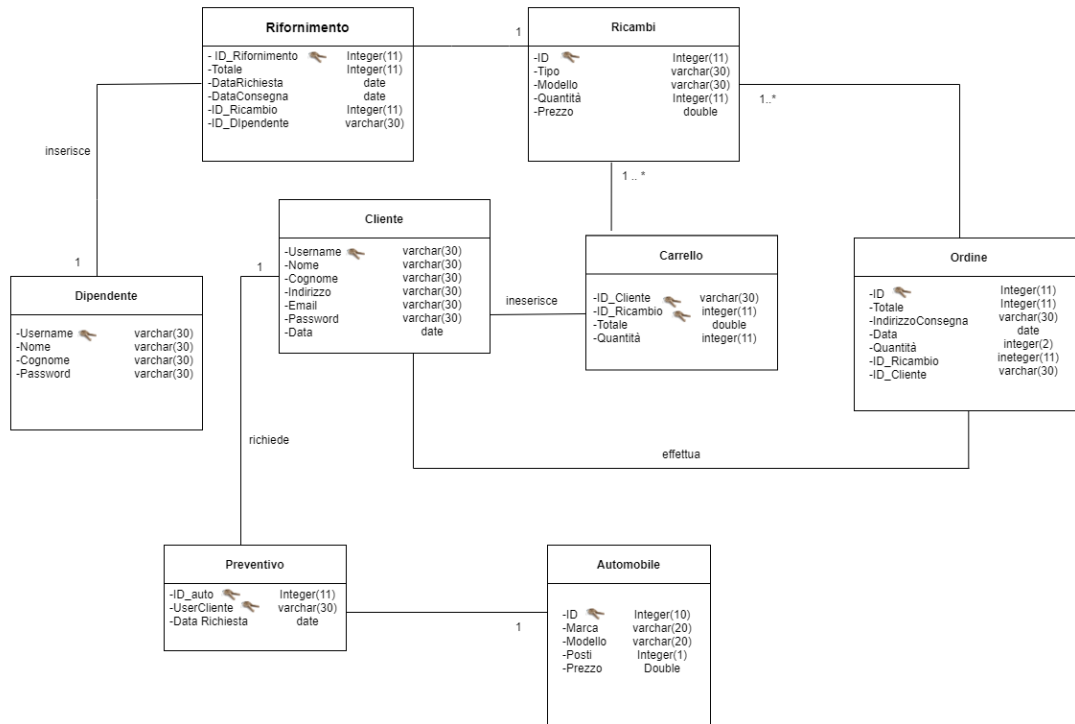 Rifornimento
- ID_Rifornimento Integer(11)
-Totale Integer(11)
-DataRichiesta date
-DataConsegna date
-ID_Ricambio Integer(11)
-ID_DIpendente varchar(30)
1
Ricambi
-ID Integer(11)
-Tipo varchar(30)
-Modello varchar(30)
-Quantità Integer(11)
-Prezzo double
1..*
inserisce
1 .. *
1
Dipendente
-Username varchar(30)
-Nome varchar(30)
-Cognome varchar(30)
-Password varchar(30)
1
Cliente
-Username varchar(30)
-Nome varchar(30)
-Cognome varchar(30)
-Indirizzo varchar(30)
-Email varchar(30)
-Password varchar(30)
-Data date
ineserisce
Carrello
-ID_Cliente varchar(30)
-ID_Ricambio integer(11)
-Totale double
-Quantità integer(11)
Ordine
-ID Integer(11)
-Totale Integer(11)
-IndirizzoConsegna varchar(30)
-Data date
-Quantità integer(2)
-ID_Ricambio ineteger(11)
-ID_Cliente varchar(30)
richiede
effettua
Preventivo
-ID_auto Integer(11)
-UserCliente varchar(30)
-Data Richiesta date
1
Automobile
-ID Integer(10)
-Marca varchar(20)
-Modello varchar(20)
-Posti Integer(1)
-Prezzo Double